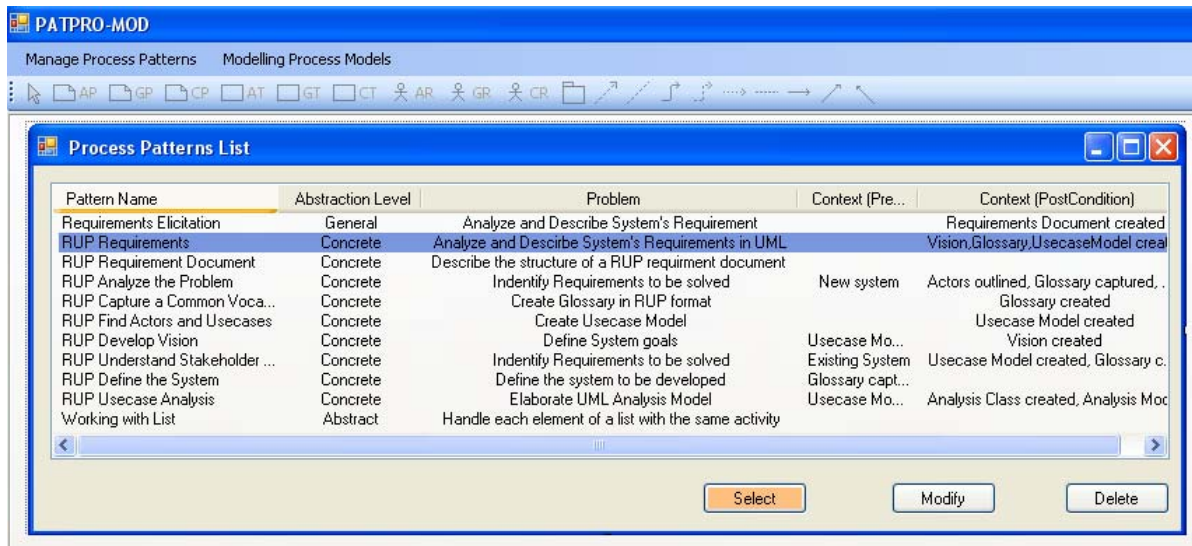 PATPRO-MOD
Manage Process Patterns Modelling Process Models
AP GP CP AT GT CT AR GR CR
Process Patterns List
Pattern Name Abstraction Level Problem Context (Pre... Context (PostCondition)
Requirements Elicitation General Analyze and Describe System's Requirement Requirements Document created
RUP Requirements Concrete Analyze and Descirbe System's Requirements in UML Vision,Glossary,UsecaseModel creat
RUP Requirement Document Concrete Describe the structure of a RUP requirment document
RUP Analyze the Problem Concrete Indentify Requirements to be solved New system Actors outlined, Glossary captured, .
RUP Capture a Common Voca... Concrete Create Glossary in RUP format Glossary created
RUP Find Actors and Usecases Concrete Create Usecase Model Usecase Model created
RUP Develop Vision Concrete Define System goals Usecase Mo... Vision created
RUP Understand Stakeholder ... Concrete Indentify Requirements to be solved Existing System Usecase Model created, Glossary c.
RUP Define the System Concrete Define the system to be developed Glossary capt...
RUP Usecase Analysis Concrete Elaborate UML Analysis Model Usecase Mo... Analysis Class created, Analysis Moc
Working with List Abstract Handle each element of a list with the same activity
Select Modify Delete